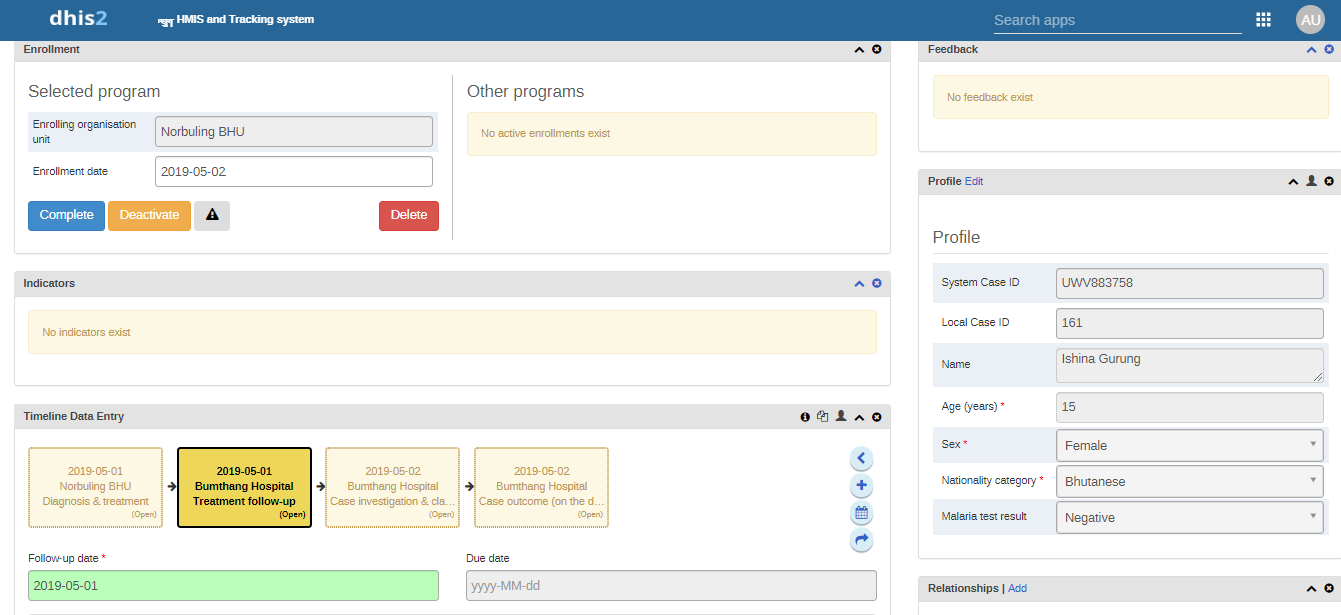 dhis2
HMIS and Tracking system
Search apps
AU
Enrollment
Selected program
Enrolling organisation
unit
Norbuling BHU
Enrollment date
2019-05-02
Complete
Deactivate
Delete
Other programs
No active enrollments exist
Indicators
No indicators exist
Timeline Data Entry
2019-05-01
Norbuling BHU
Diagnosis & treatment
(Open)
2019-05-01
Bumthang Hospital
Treatment follow-up
(Open)
2019-05-02
Bumthang Hospital
Case investigation & cla...
(Open)
2019-05-02
Bumthang Hospital
Case outcome (on the d...
(Open)
Follow-up date *
2019-05-01
Due date
yyyy-MM-dd
Feedback
No feedback exist
Profile Edit
Profile
System Case ID
UWV883758
Local Case ID
161
Name
Ishina Gurung
Age (years) *
15
Sex *
Female
Nationality category *
Bhutanese
Malaria test result
Negative
Relationships | Add